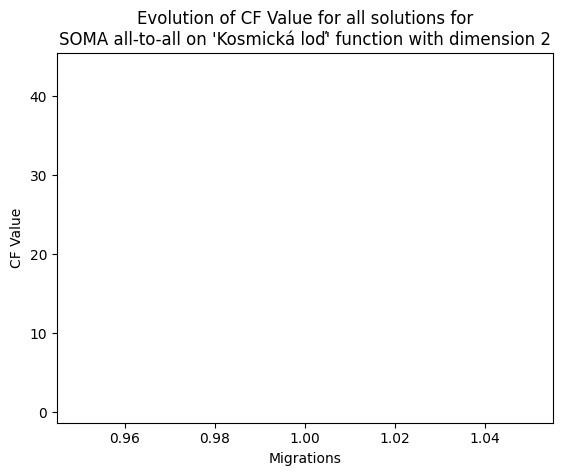 Evolution of CF Value for all solutions for
SOMA all-to-all on 'Kosmická loď' function with dimension 2
CF Value
40
30
20
10
0
0.96 0.98 1.00 1.02 1.04
Migrations